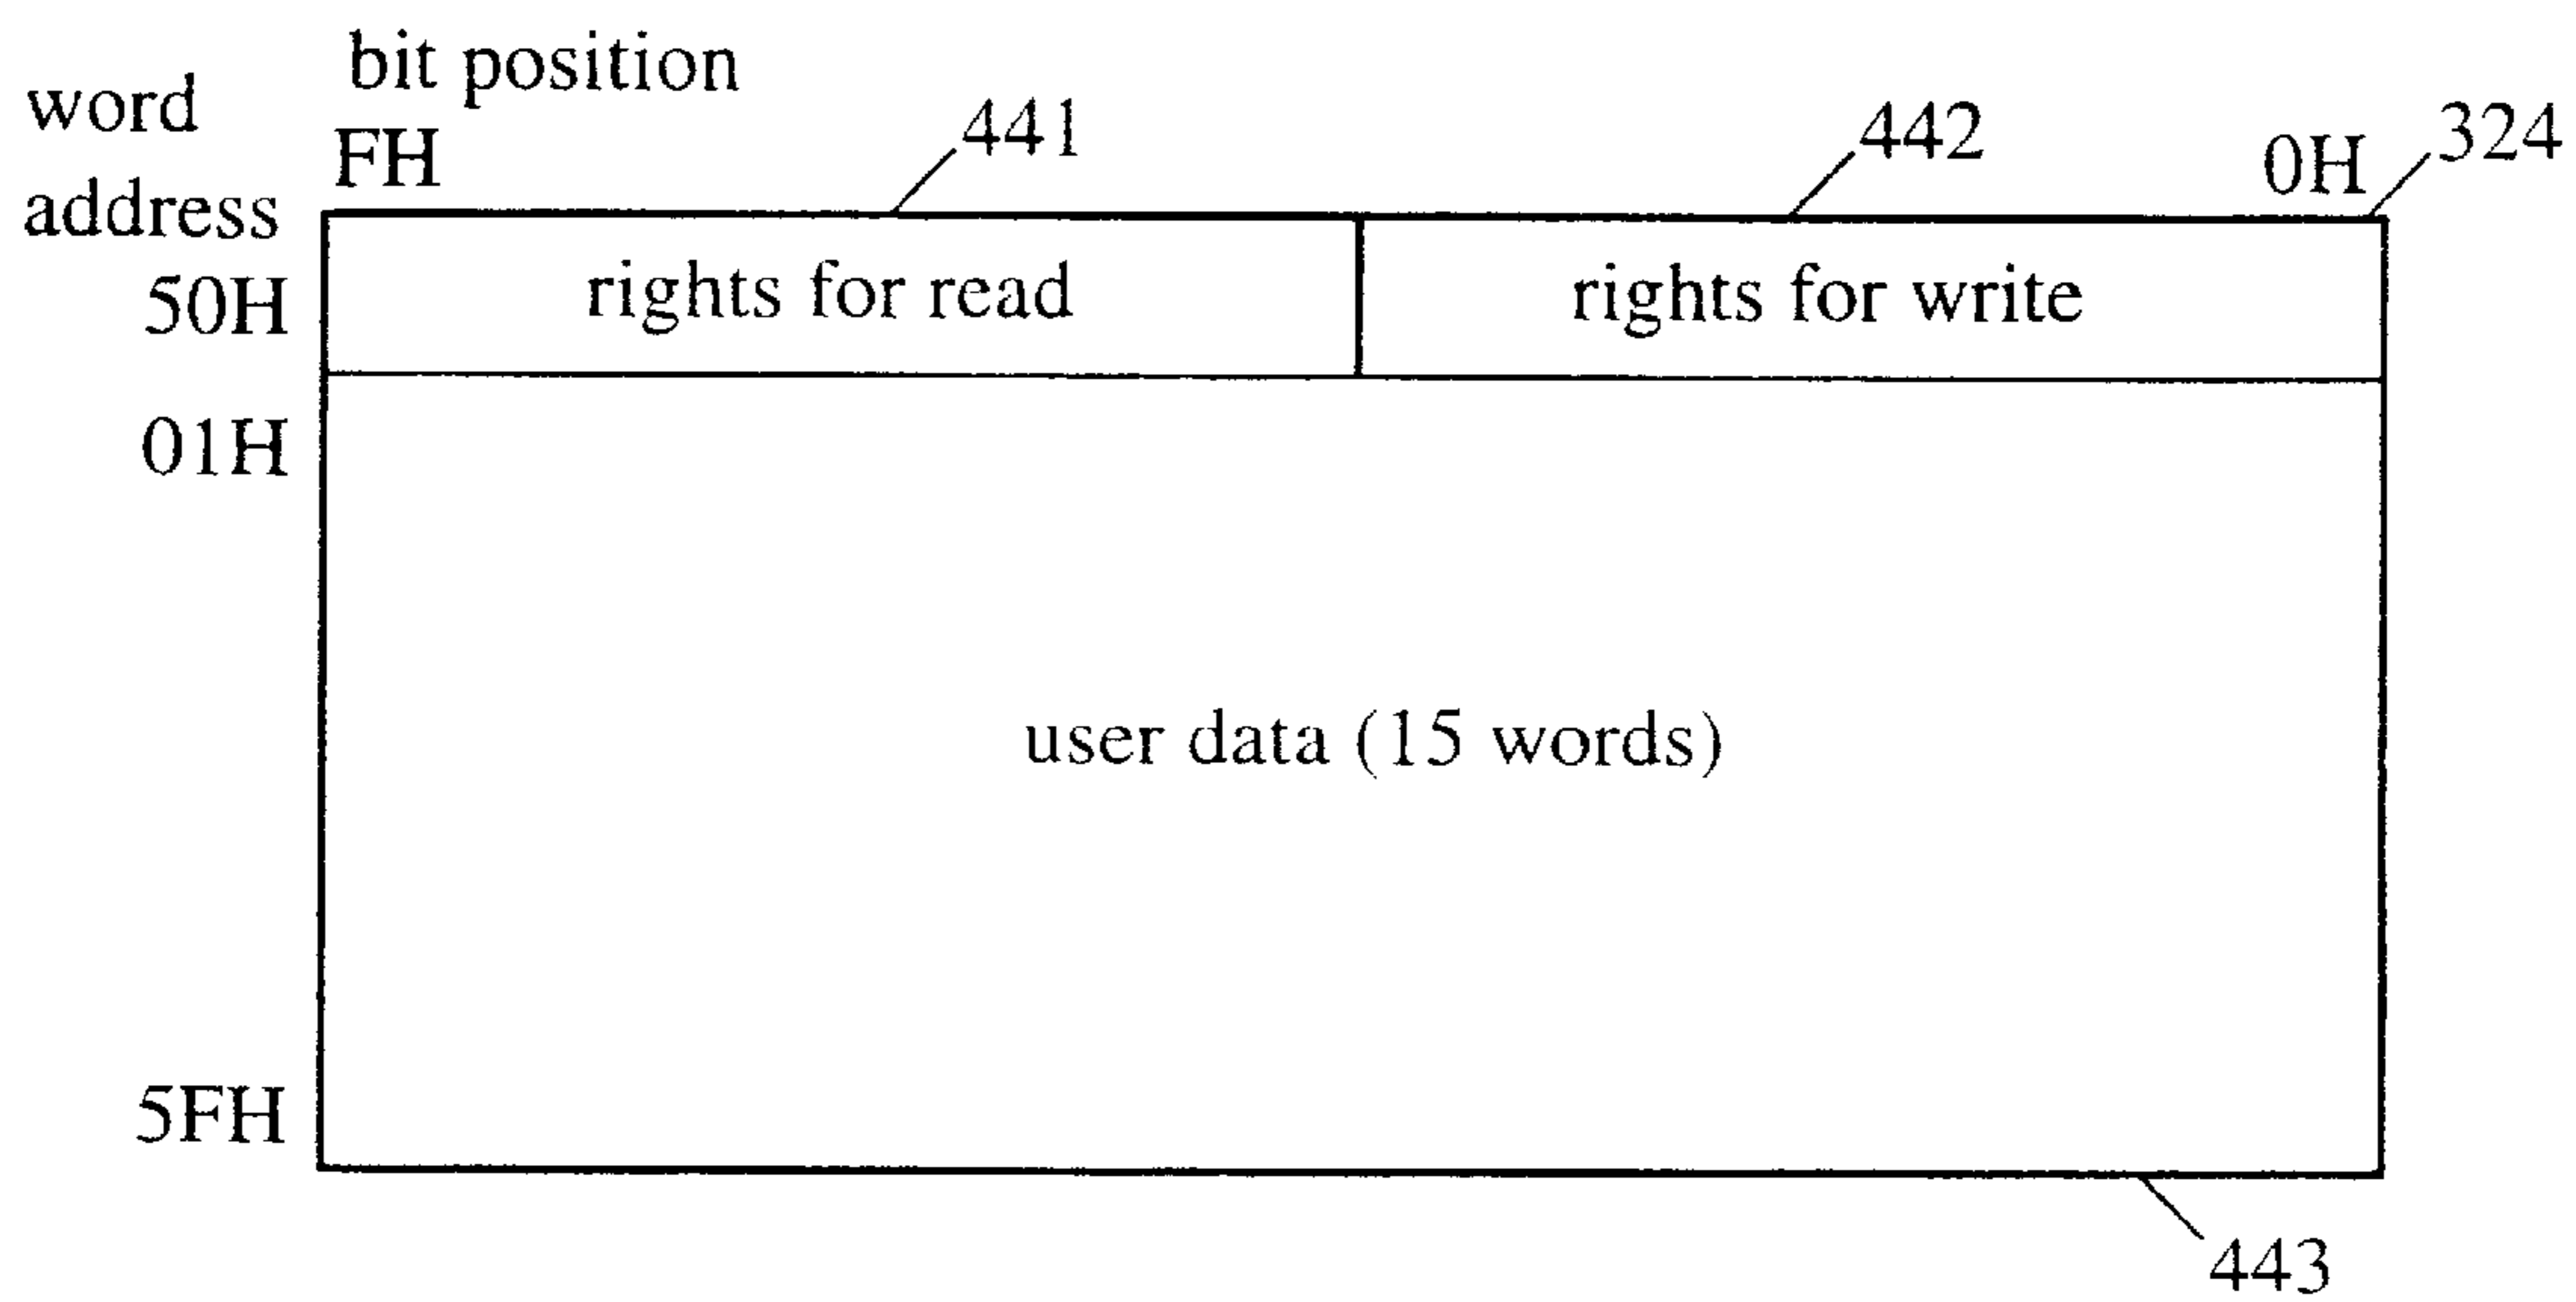 bit position
word
address
FH
441
442
0H
324
50H
rights for read
rights for write
01H
user data (15 words)
5FH
443